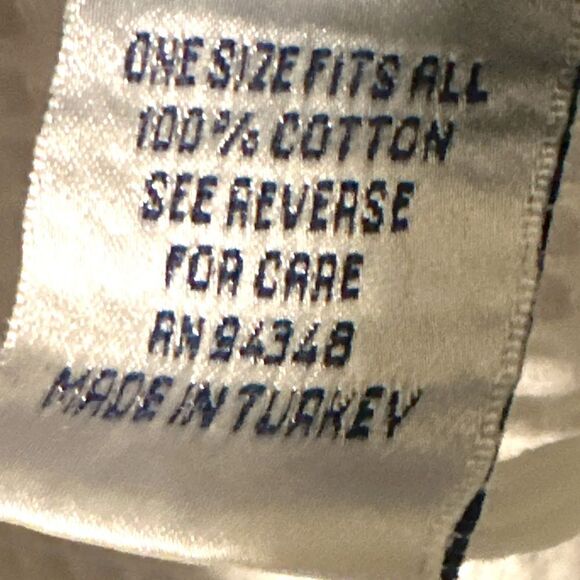 ONE SIZE FITS ALL
100% COTTON
SEE REVERSE
FOR CARE
RN 94348
MADE IN TURKEY